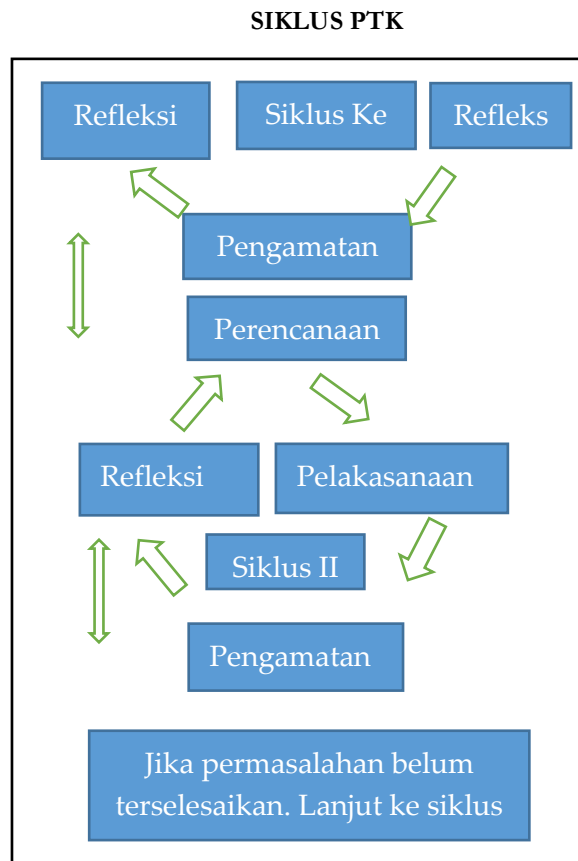 SIKLUS PTK
Refleksi
Siklus Ke
Refleks
Pengamatan
Perencanaan
Refleksi
Pelakasanaan
Siklus II
Pengamatan
Jika permasalahan belum
terselesaikan. Lanjut ke siklus